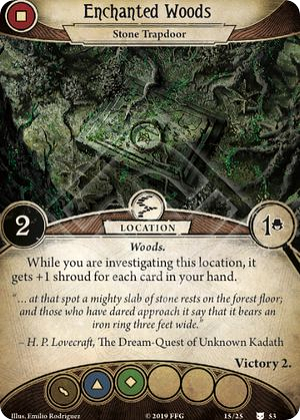 Enchanted Woods
Stone Trapdoor
2
LOCATION
1
Woods.
While you are investigating this location, it
gets +1 shroud for each card in your hand.
“… at that spot a mighty slab of stone rests on the forest floor;
and those who have dared approach it say that it bears an
iron ring three feet wide.”
– H. P. Lovecraft, The Dream-Quest of Unknown Kadath
Victory 2.
Illus. Emilio Rodriguez
© 2019 FFG
15/25
53